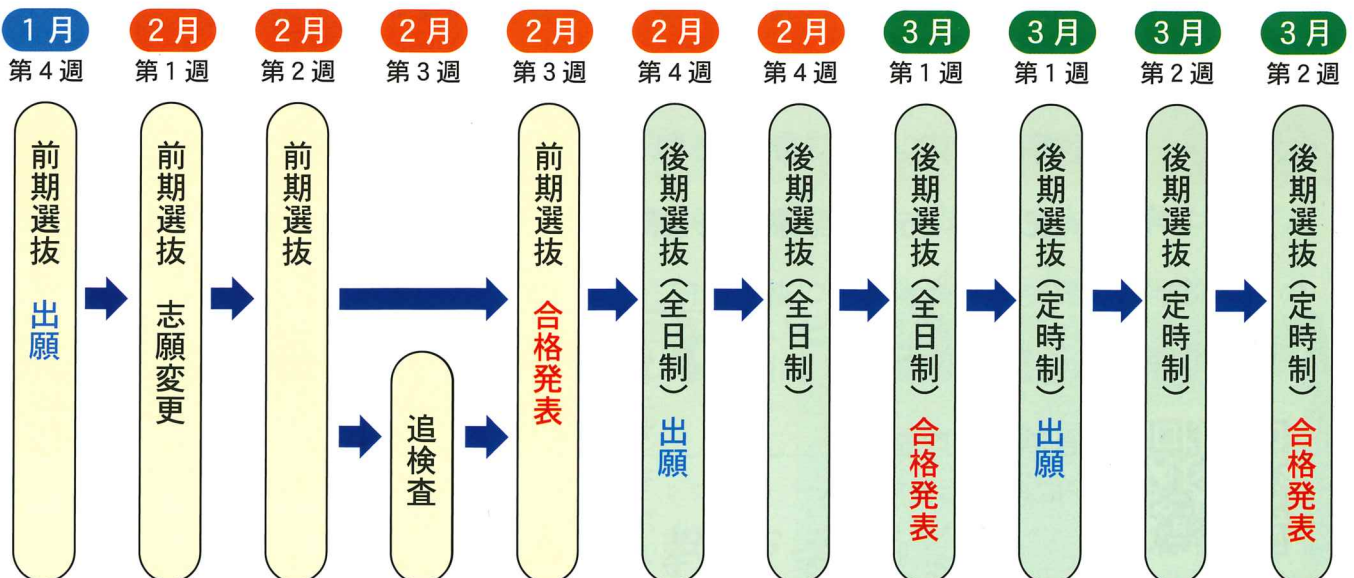 1月
第4週
前期選抜 出願
2月
第1週
前期選抜 志願変更
2月
第2週
前期選抜
2月
第3週
追検査
2月
第3週
前期選抜 合格発表
2月
第4週
後期選抜(全日制) 出願
2月
第4週
後期選抜(全日制)
3月
第1週
後期選抜(全日制) 合格発表
3月
第1週
後期選抜(定時制) 出願
3月
第2週
後期選抜(定時制)
3月
第2週
後期選抜(定時制) 合格発表